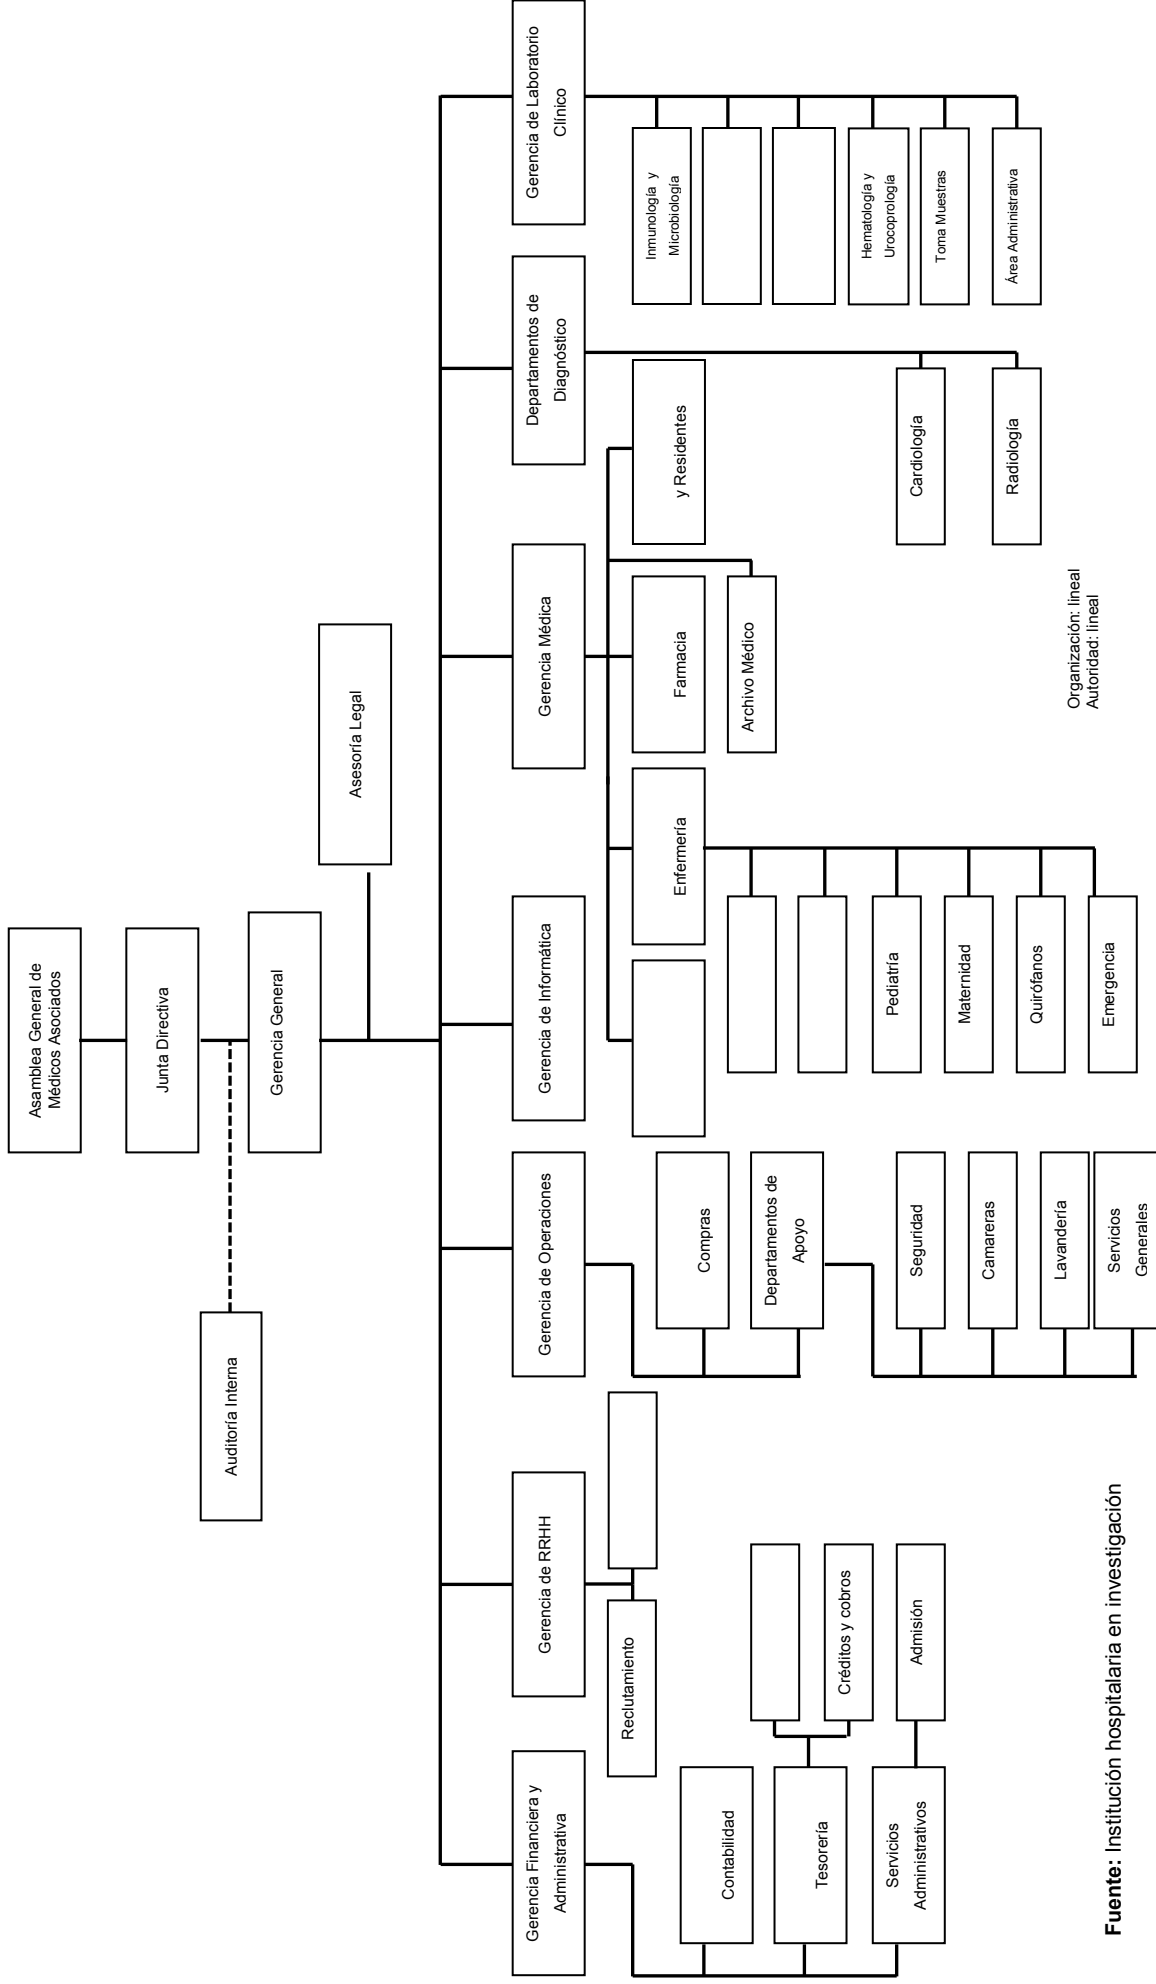 Asamblea General de
Médicos Asociados
Junta Directiva
Auditoría Interna
Gerencia General
Asesoría Legal
Gerencia Financiera y
Administrativa
Gerencia de RRHH
Gerencia de Operaciones
Gerencia de Informática
Gerencia Médica
Departamentos de
Diagnóstico
Gerencia de Laboratorio
Clínico
Contabilidad
Tesorería
Créditos y cobros
Servicios
Administrativos
Admisión
Reclutamiento
Compras
Departamentos de
Apoyo
Seguridad
Camareras
Lavandería
Servicios
Generales
Enfermería
Pediatría
Maternidad
Quirófanos
Emergencia
Farmacia
Archivo Médico
y Residentes
Cardiología
Radiología
Inmunología y
Microbiología
Hematología y
Urocoprología
Toma Muestras
Área Administrativa
Organización: lineal
Autoridad: lineal
Fuente: Institución hospitalaria en investigación